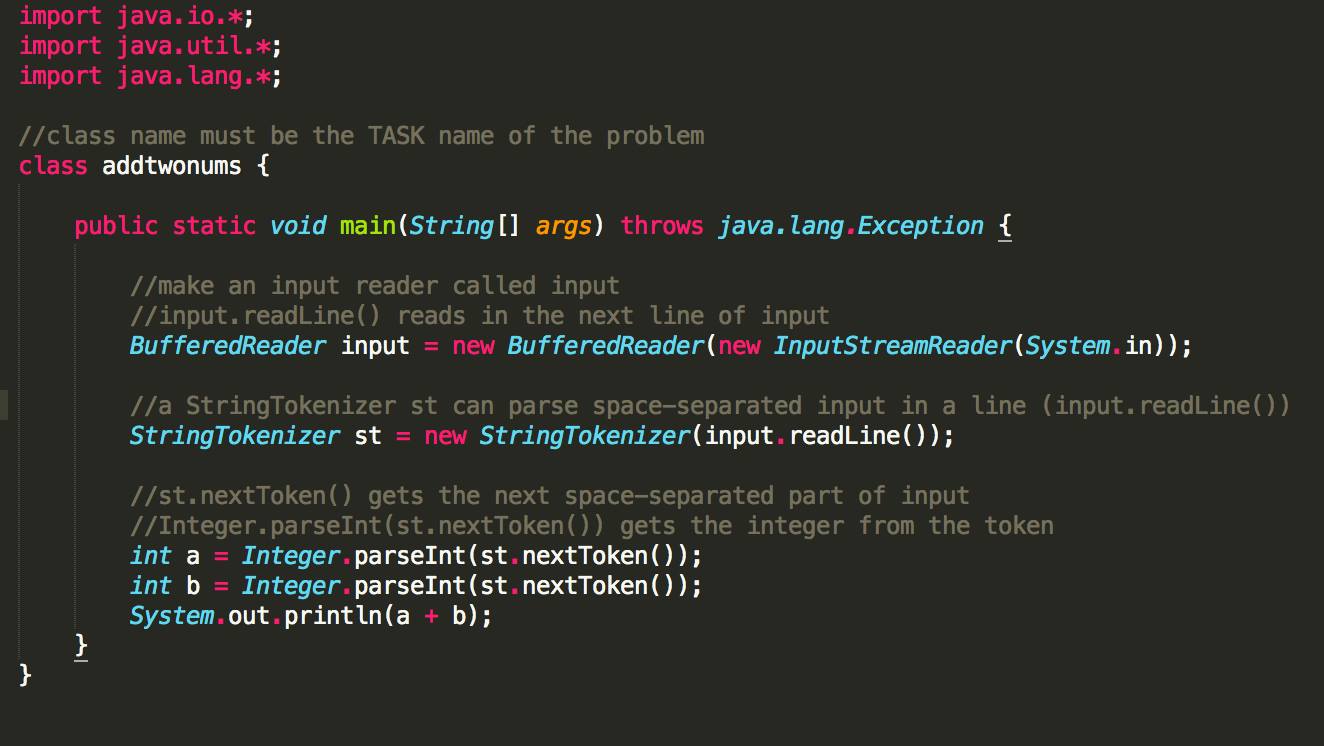 import java.io.*;
import java.util.*;
import java.lang.*;
//class name must be the TASK name of the problem
class addtwonums {
public static void main(String[] args) throws java.lang.Exception {
//make an input reader called input
//input.readLine() reads in the next line of input
BufferedReader input = new BufferedReader(new InputStreamReader(System.in));
//a StringTokenizer st can parse space-separated input in a line (input.readLine())
StringTokenizer st = new StringTokenizer(input.readLine());
//st.nextToken() gets the next space-separated part of input
//Integer.parseInt(st.nextToken()) gets the integer from the token
int a = Integer.parseInt(st.nextToken());
int b = Integer.parseInt(st.nextToken());
System.out.println(a + b);
}
}